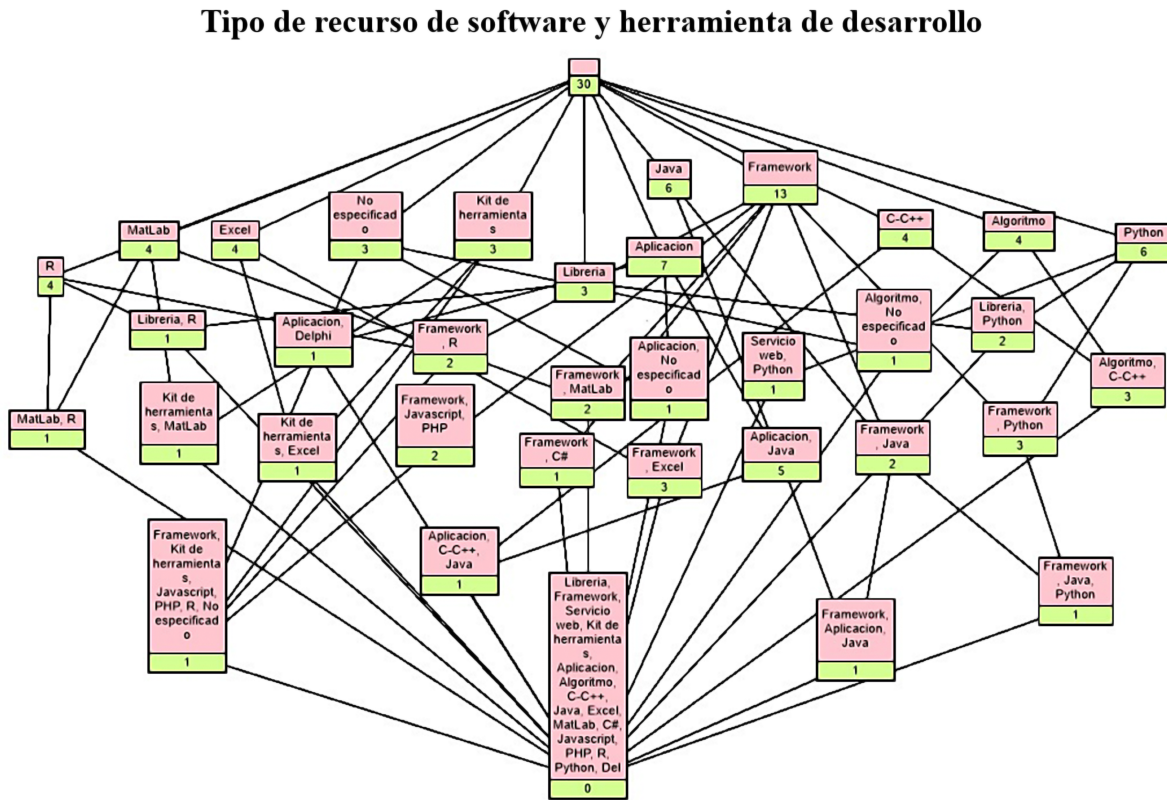 Tipo de recurso de software y herramienta de desarrollo
30
Java
6
Framework
13
No
especificad
o
3
Kit de
herramienta
s
3
MatLab
4
Excel
4
C-C++
4
Algoritmo
4
Python
6
Aplicacion
7
R
4
Libreria
3
Libreria, R
1
Aplicacion,
Delphi
1
Framework
, R
2
Algoritmo,
No
especificad
o
1
Libreria,
Python
2
Aplicacion,
No
especificad
o
1
Servicio
web,
Python
1
Algoritmo,
C-C++
3
Framework
, MatLab
2
Kit de
herramienta
s, MatLab
1
Framework,
Javascript,
PHP
2
MatLab, R
1
Kit de
herramienta
s, Excel
1
Framework
, C#
1
Framework
, Excel
3
Aplicacion,
Java
5
Framework
, Java
2
Framework
, Python
3
Framework,
Kit de
herramienta
s,
Javascript,
PHP, R, No
especificad
o
1
Aplicacion,
C-C++,
Java
1
Libreria,
Framework,
Servicio
web, Kit de
herramienta
s,
Aplicacion,
Algoritmo,
C-C++,
Java, Excel,
MatLab, C#,
Javascript,
PHP, R,
Python, Del
0
Framework,
Aplicacion,
Java
1
Framework
, Java,
Python
1